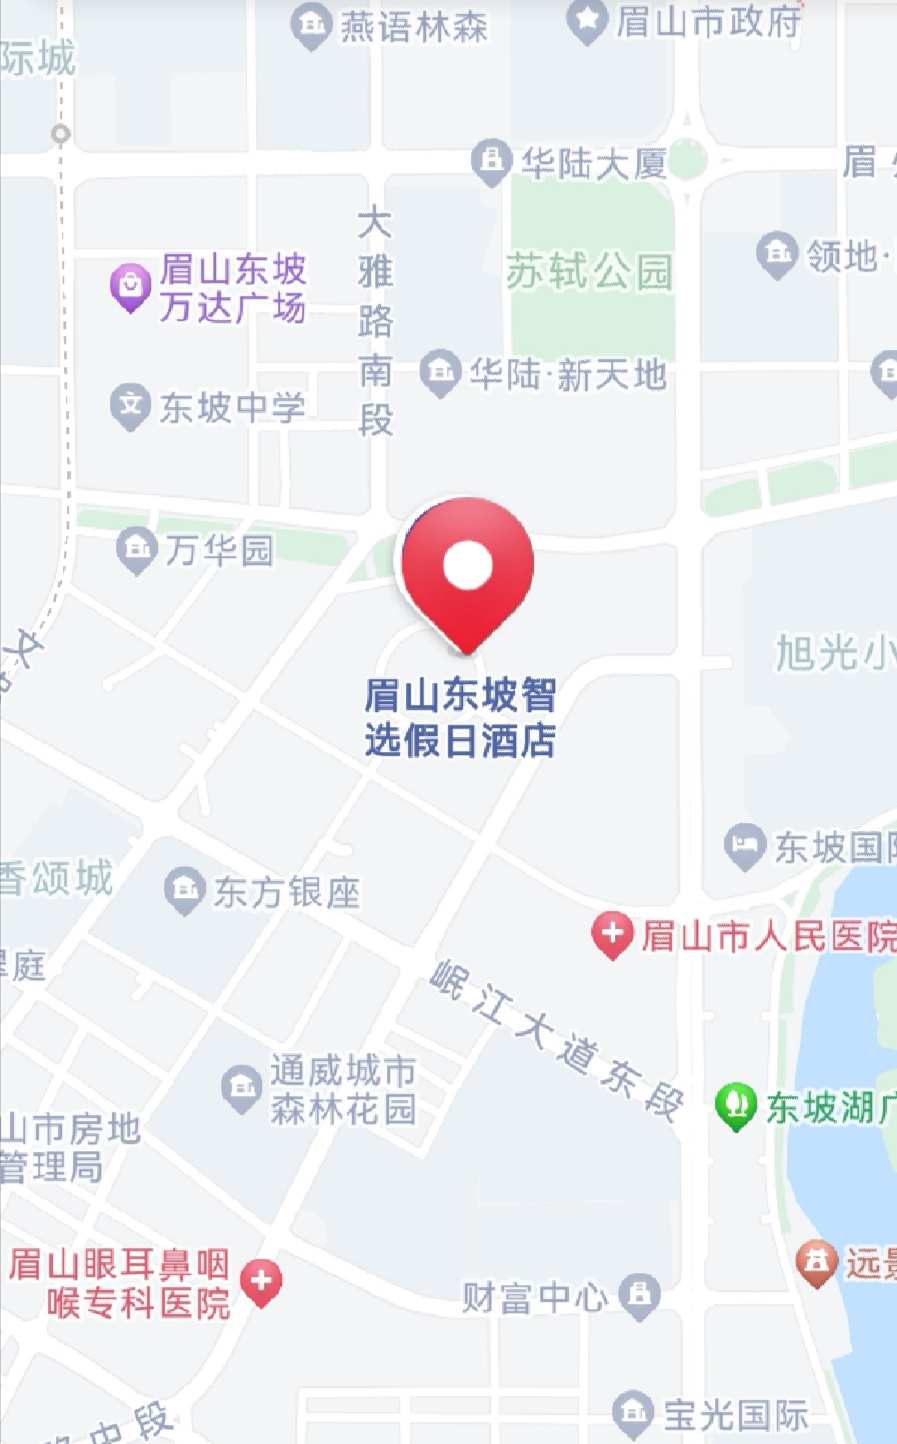 燕语林森
眉山市政府
际城
华陆大厦
眉
大雅路南段
眉山东坡
万达广场
苏轼公园
领地·
华陆·新天地
东坡中学
万华园
旭光小
眉山东坡智
选假日酒店
东坡国际
香颂城
东方银座
眉山市人民医院
庭
岷江大道东段
通威城市
森林花园
东坡湖广
山市房地
管理局
眉山眼耳鼻咽
喉专科医院
远景
财富中心
宝光国际
中段